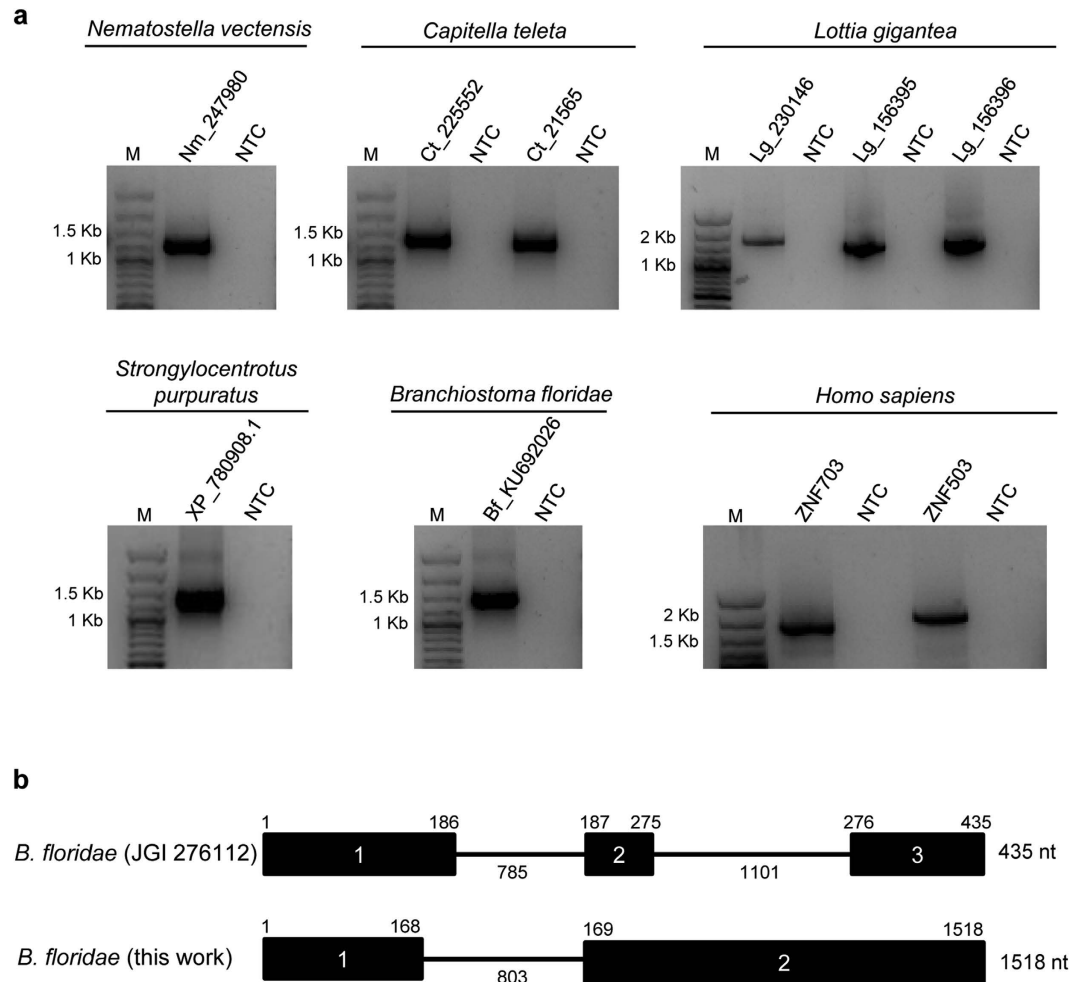 a
Nematostella vectensis
Capitella teleta
Lottia gigantea
M
Nm_247980
NTC
M
Ct_225552
NTC
Ct_21565
NTC
M
Lg_230146
NTC
Lg_156395
NTC
Lg_156396
NTC
1.5 Kb
1 Kb
1.5 Kb
1 Kb
2 Kb
1 Kb
Strongylocentrotus
purpuratus
Branchiostoma floridae
Homo sapiens
M
XP_780908.1
NTC
M
Bf_KU692026
NTC
M
ZNF703
NTC
ZNF503
NTC
1.5 Kb
1 Kb
1.5 Kb
1 Kb
2 Kb
1.5 Kb
b
1 186 187 275 276 435
B. floridae (JGI 276112) 1 2 3 435 nt
785 1101
1 168 169 1518
B. floridae (this work) 1 2 1518 nt
803